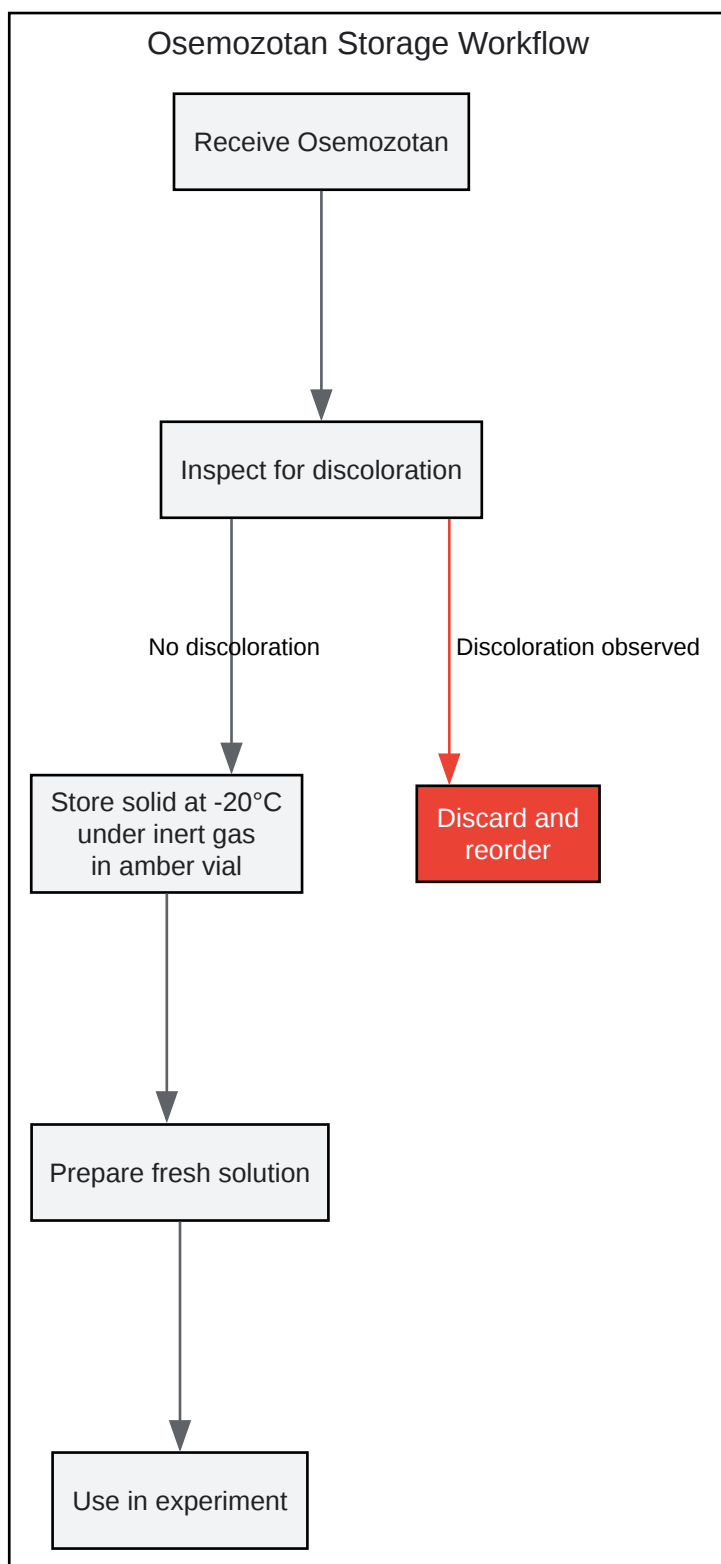 Osemozotan Storage Workflow
Receive Osemozotan
Inspect for discoloration
No discoloration
Discoloration observed
Store solid at -20°C
under inert gas
in amber vial
Discard and
reorder
Prepare fresh solution
Use in experiment